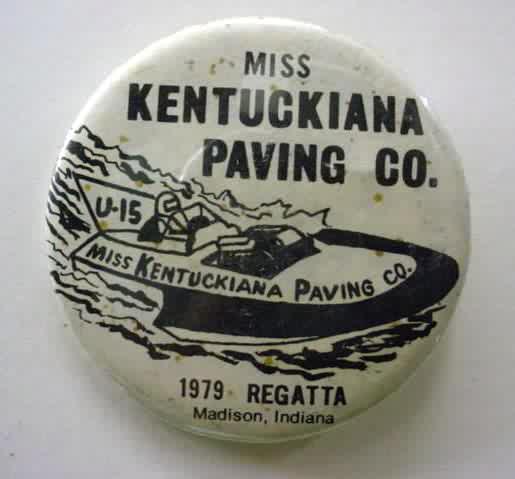 MISS
KENTUCKIANA
PAVING CO.
U-15
MISS KENTUCKIANA PAVING CO.
1979 REGATTA
Madison, Indiana